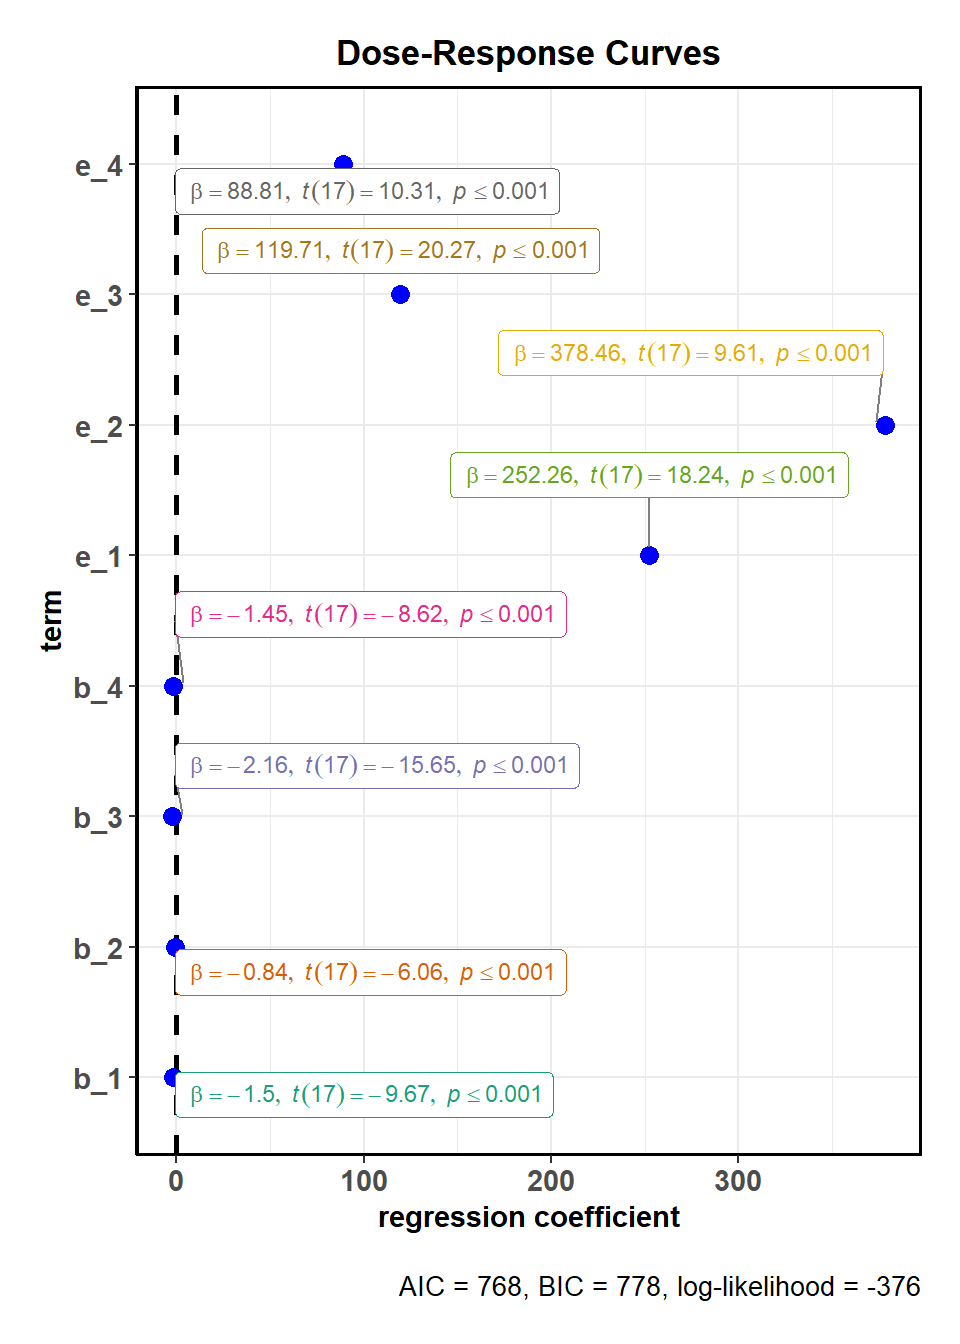 Dose-Response Curves
e_4
β = 88.81, t(17) = 10.31, p ≤ 0.001
β = 119.71, t(17) = 20.27, p ≤ 0.001
e_3
β = 378.46, t(17) = 9.61, p ≤ 0.001
e_2
β = 252.26, t(17) = 18.24, p ≤ 0.001
e_1
β = −1.45, t(17) = −8.62, p ≤ 0.001
term
b_4
β = −2.16, t(17) = −15.65, p ≤ 0.001
b_3
b_2
β = −0.84, t(17) = −6.06, p ≤ 0.001
b_1
β = −1.5, t(17) = −9.67, p ≤ 0.001
0 100 200 300
regression coefficient
AIC = 768, BIC = 778, log-likelihood = -376